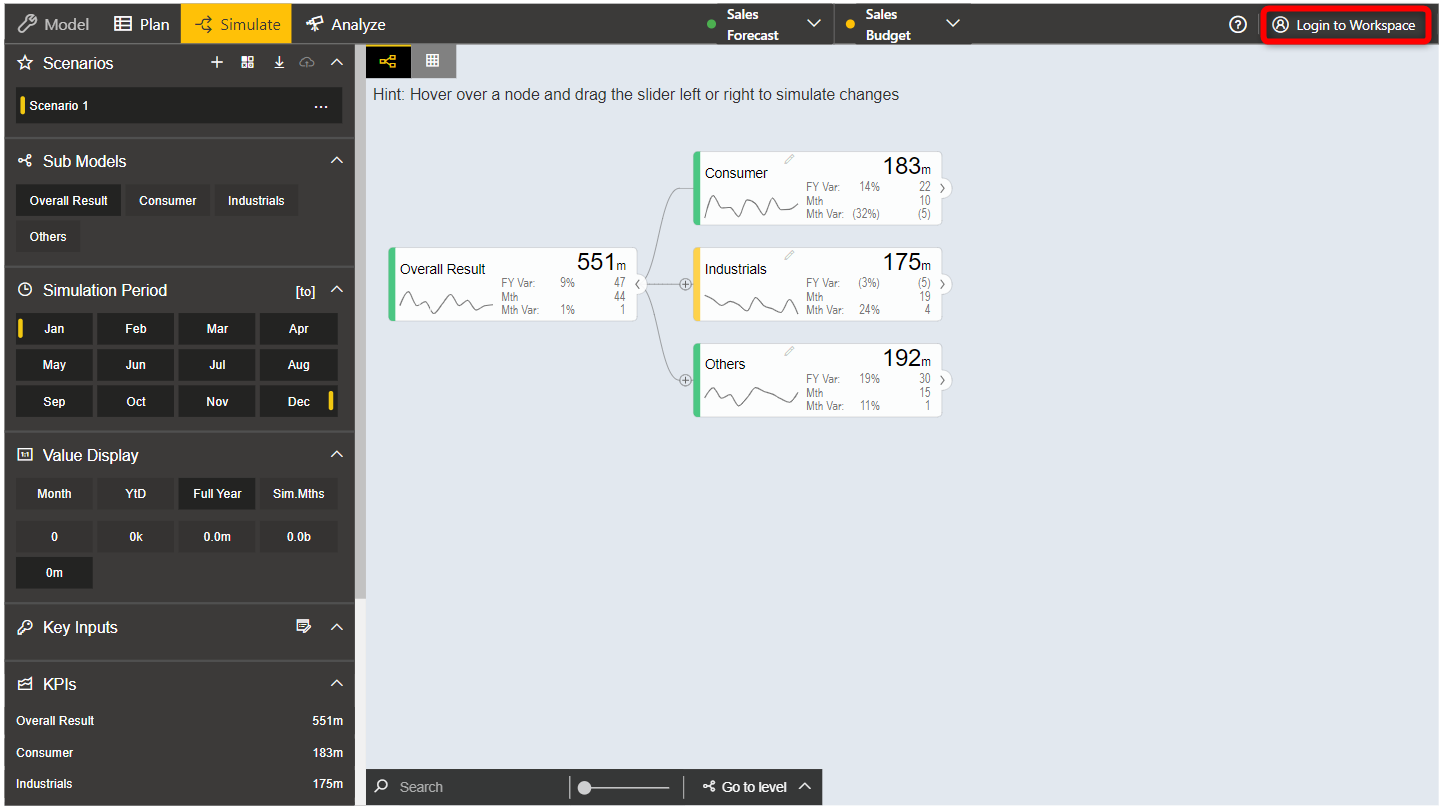 Model Plan Simulate Analyze Sales Forecast Sales Budget Login to Workspace
Scenarios
Scenario 1
Sub Models
Overall Result Consumer Industrials
Others
Simulation Period [to]
Jan Feb Mar Apr
May Jun Jul Aug
Sep Oct Nov Dec
Value Display
Month YtD Full Year Sim.Mths
0 0k 0.0m 0.0b
0m
Key Inputs
KPIs
Overall Result 551m
Consumer 183m
Industrials 175m
Hint: Hover over a node and drag the slider left or right to simulate changes
Overall Result 551m
FY Var: 9% 47
Mth 44
Mth Var: 1% 1
Consumer 183m
FY Var: 14% 22
Mth 10
Mth Var: (32%) (5)
Industrials 175m
FY Var: (3%) (5)
Mth 19
Mth Var: 24% 4
Others 192m
FY Var: 19% 30
Mth 15
Mth Var: 11% 1
Search Go to level